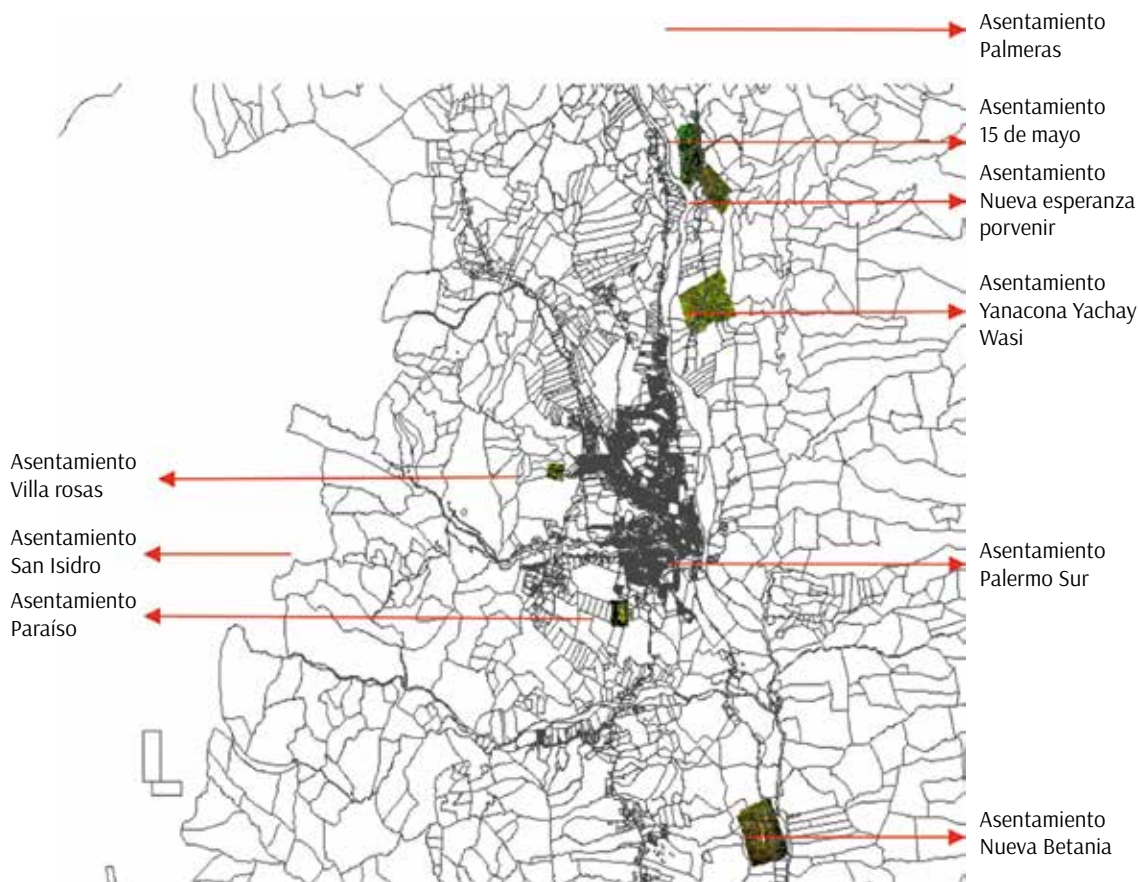 Asentamiento
Palmeras
Asentamiento
15 de mayo
Asentamiento
Nueva esperanza
porvenir
Asentamiento
Yanacona Yachay
Wasi
Asentamiento
Villa rosas
Asentamiento
San Isidro
Asentamiento
Paraíso
Asentamiento
Palermo Sur
Asentamiento
Nueva Betania